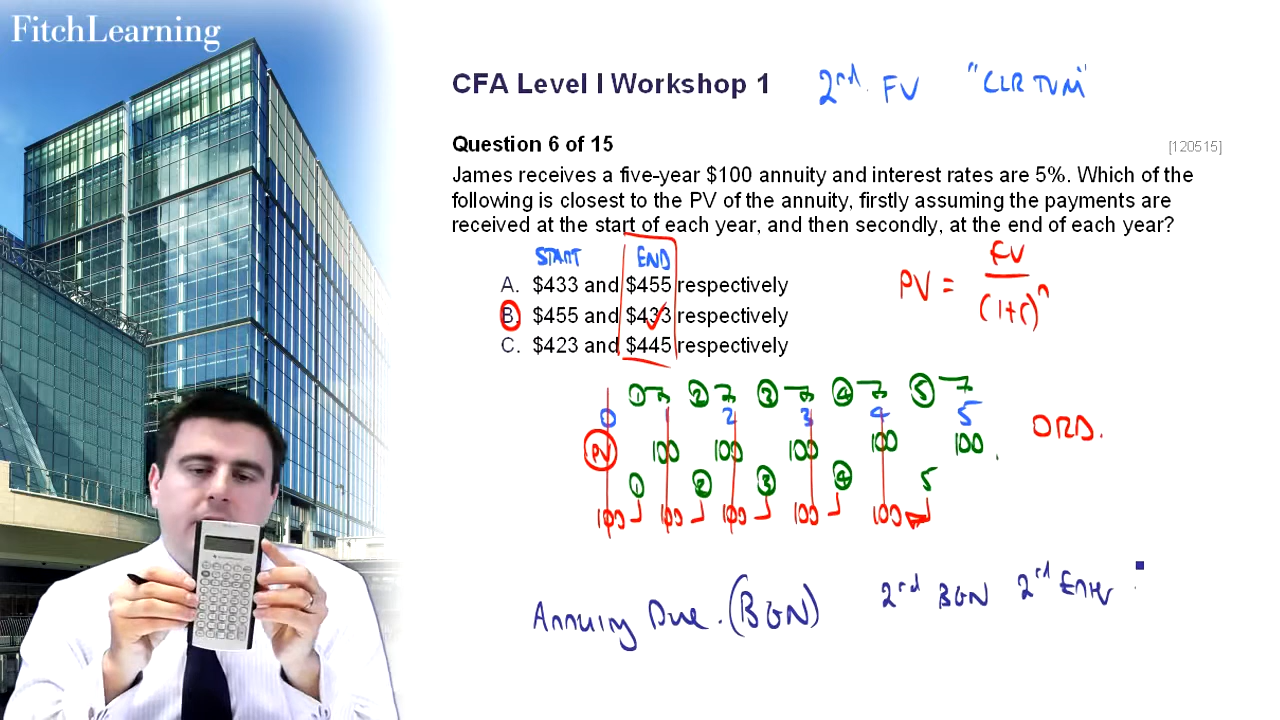 FitchLearning
CFA Level I Workshop 1 2nd FV "CLR TVM"
Question 6 of 15 [120515]
James receives a five-year $100 annuity and interest rates are 5%. Which of the
following is closest to the PV of the annuity, firstly assuming the payments are
received at the start of each year, and then secondly, at the end of each year?
START END
A. $433 and $455 respectively
B. $455 and $433 respectively
C. $423 and $445 respectively
PV = FV
(1+r)^n
1 2 3 4 5
0 1 2 3 4 5
PV 100 100 100 100 100 ORD.
1 2 3 4 5
100 100 100 100 100
Annuity Due. (BGN) 2nd BGN 2nd Enter